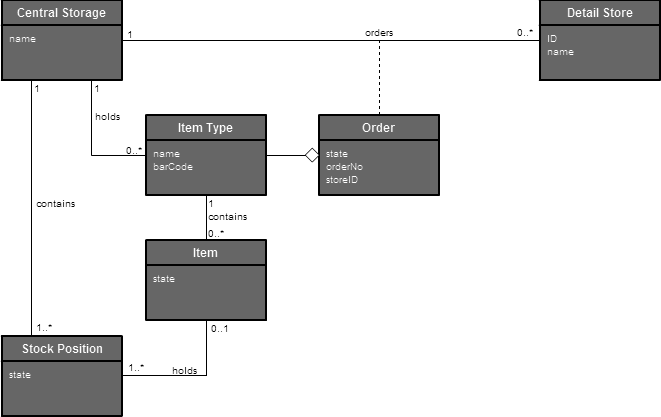 Central Storage
name
Detail Store
ID
name
1
orders
0..*
1
1
holds
0..*
Item Type
name
barCode
Order
state
orderNo
storeID
contains
1
contains
0..*
Item
state
0..1
1..*
Stock Position
state
1..*
holds